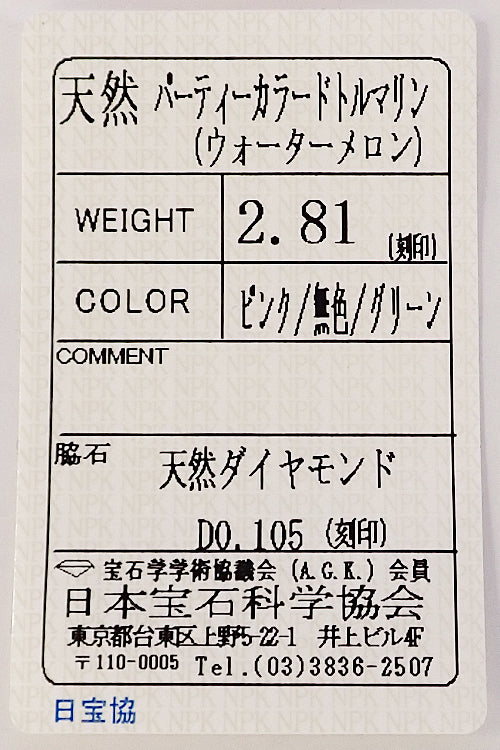 天然 パーティーカラードトルマリン
(ウォーターメロン)
WEIGHT 2.81 (刻印)
COLOR ピンク/無色/グリーン
COMMENT
脇石 天然ダイヤモンド
D0.105 (刻印)
宝石学学術協議会 (A.G.K.) 会員
日本宝石科学協会
東京都台東区上野5-22-1 井上ビル4F
〒110-0005 Tel.(03)3836-2507
日宝協